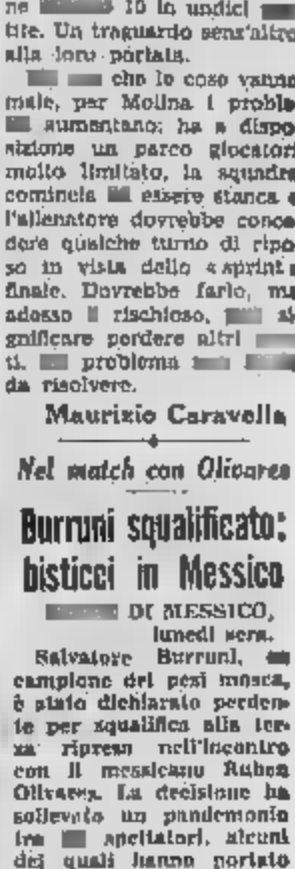 ne 10 in undici
tite. Un traguardo senz'altro
alla loro portata.
che le cose vanno
male, per Molina i proble-
aumentano: ha a dispo-
sizione un parco giocatori
molto limitato, la squadra
comincia essere stanca e
l'allenatore dovrebbe conce-
dere qualche turno di ripo-
so in vista dello «sprint»
finale. Dovrebbe farlo, ma
adesso è rischioso, si-
gnificare perdere altri
ti. problema
da risolvere.
Maurizio Caravella
Nel match con Olivares
Burruni squalificato:
bisticci in Messico
DI MESSICO,
lunedì sera.
Salvatore Burruni,
campione dei pesi mosca,
è stato dichiarato perden-
te per squalifica alla ter-
za ripresa nell'incontro
con il messicano Ruben
Olivares. La decisione ha
sollevato un pandemonio
tra spettatori, alcuni
dei quali hanno portato